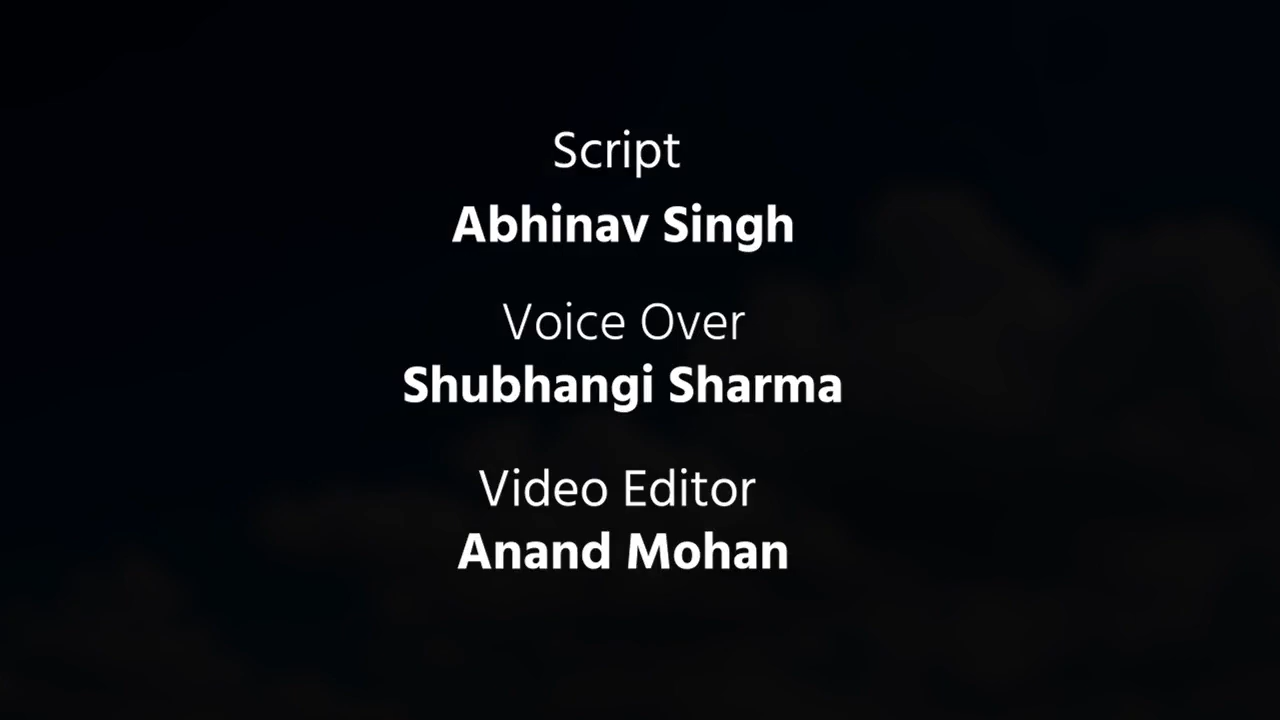 Script
Abhinav Singh
Voice Over
Shubhangi Sharma
Video Editor
Anand Mohan